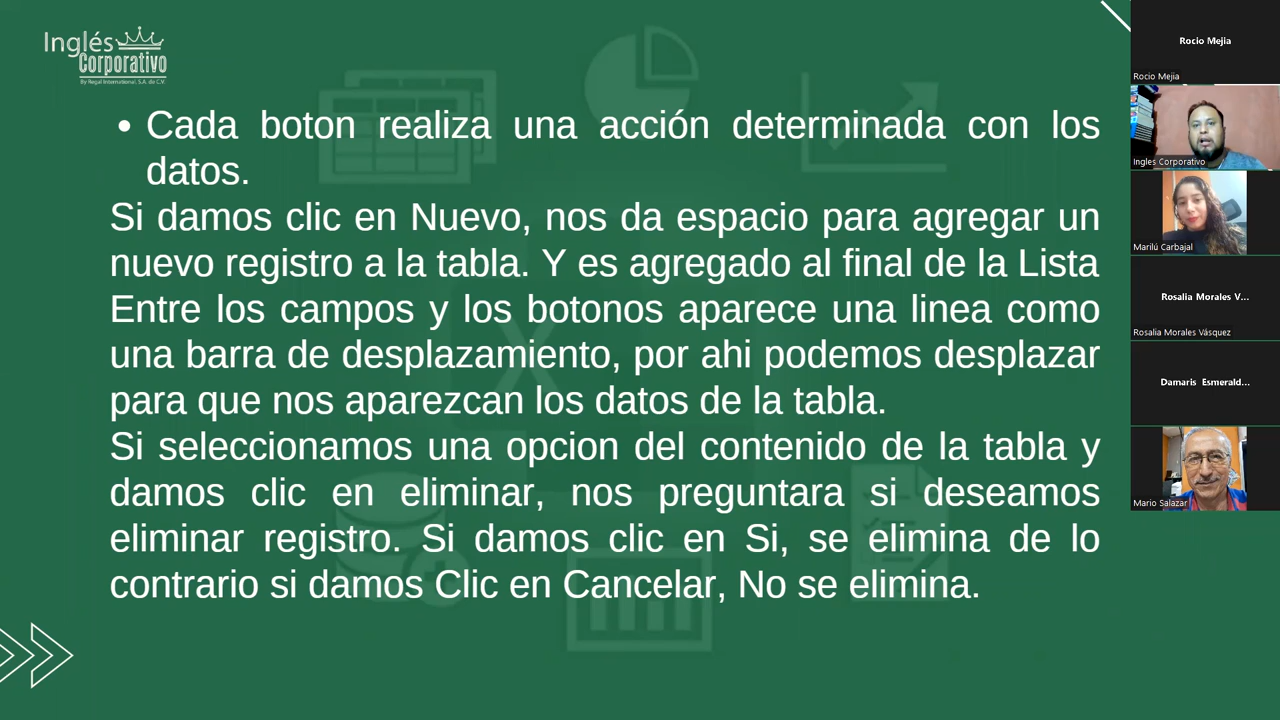 Inglés
Corporativo
By Regal International, S.A. de C.V.
Cada boton realiza una acción determinada con los
datos.
Si damos clic en Nuevo, nos da espacio para agregar un
nuevo registro a la tabla. Y es agregado al final de la Lista
Entre los campos y los botonos aparece una linea como
una barra de desplazamiento, por ahi podemos desplazar
para que nos aparezcan los datos de la tabla.
Si seleccionamos una opcion del contenido de la tabla y
damos clic en eliminar, nos preguntara si deseamos
eliminar registro. Si damos clic en Si, se elimina de lo
contrario si damos Clic en Cancelar, No se elimina.
Rocio Mejia
Rocio Mejia
Ingles Corporativo
Marilú Carbajal
Rosalia Morales V...
Rosalia Morales Vásquez
Damaris Esmerald...
Mario Salazar